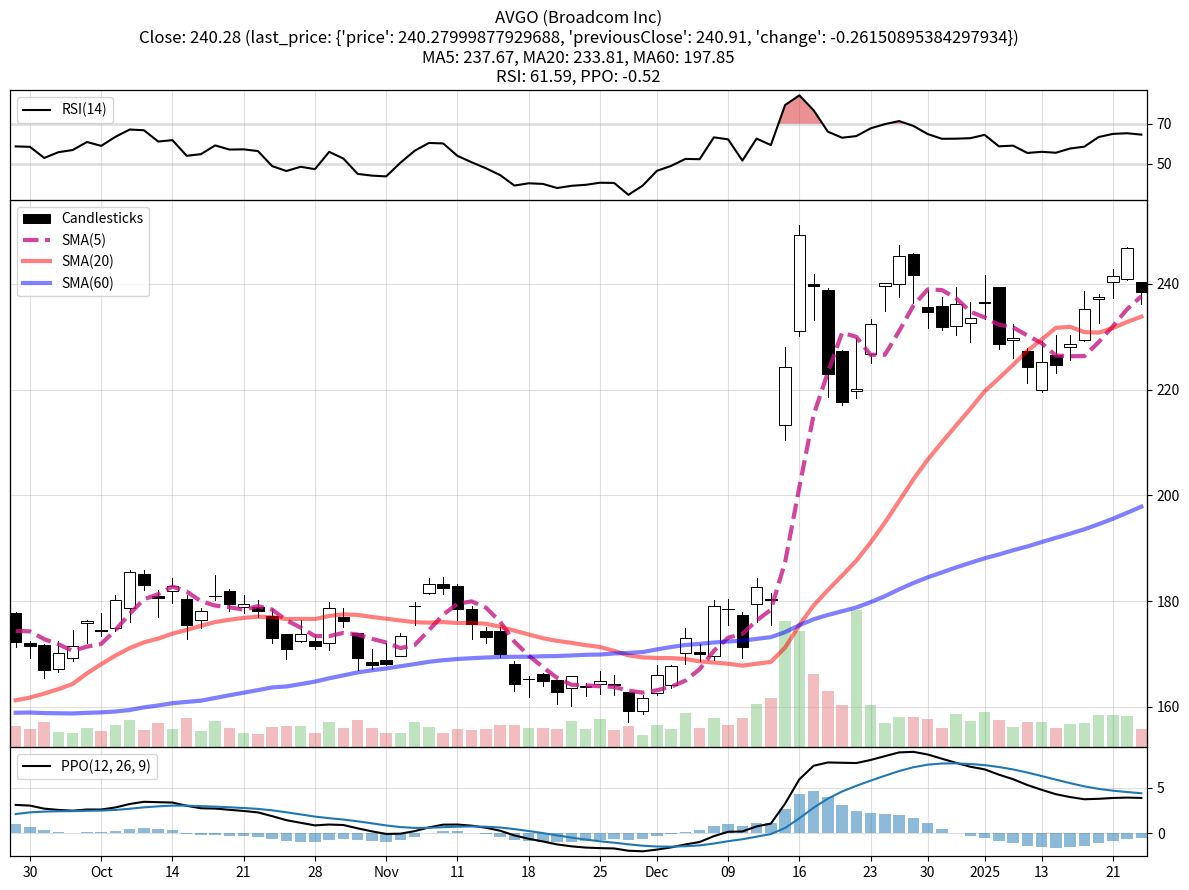 AVGO (Broadcom Inc)
Close: 240.28 (last_price: {'price': 240.27999877929688, 'previousClose': 240.91, 'change': -0.26150895384297934})
MA5: 237.67, MA20: 233.81, MA60: 197.85
RSI: 61.59, PPO: -0.52
RSI(14)
70
50
Candlesticks
SMA(5)
SMA(20)
SMA(60)
240
220
200
180
160
PPO(12, 26, 9)
5
0
30 Oct 14 21 28 Nov 11 18 25 Dec 09 16 23 30 2025 13 21